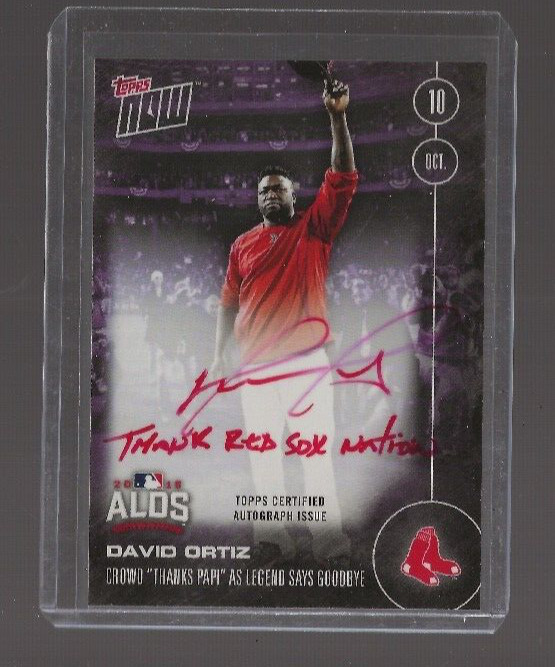 TOPPS
NOW™
10
OCT.
THANK RED SOX NATION
2016
ALDS
TOPPS CERTIFIED
AUTOGRAPH ISSUE
DAVID ORTIZ
CROWD "THANKS PAPI" AS LEGEND SAYS GOODBYE